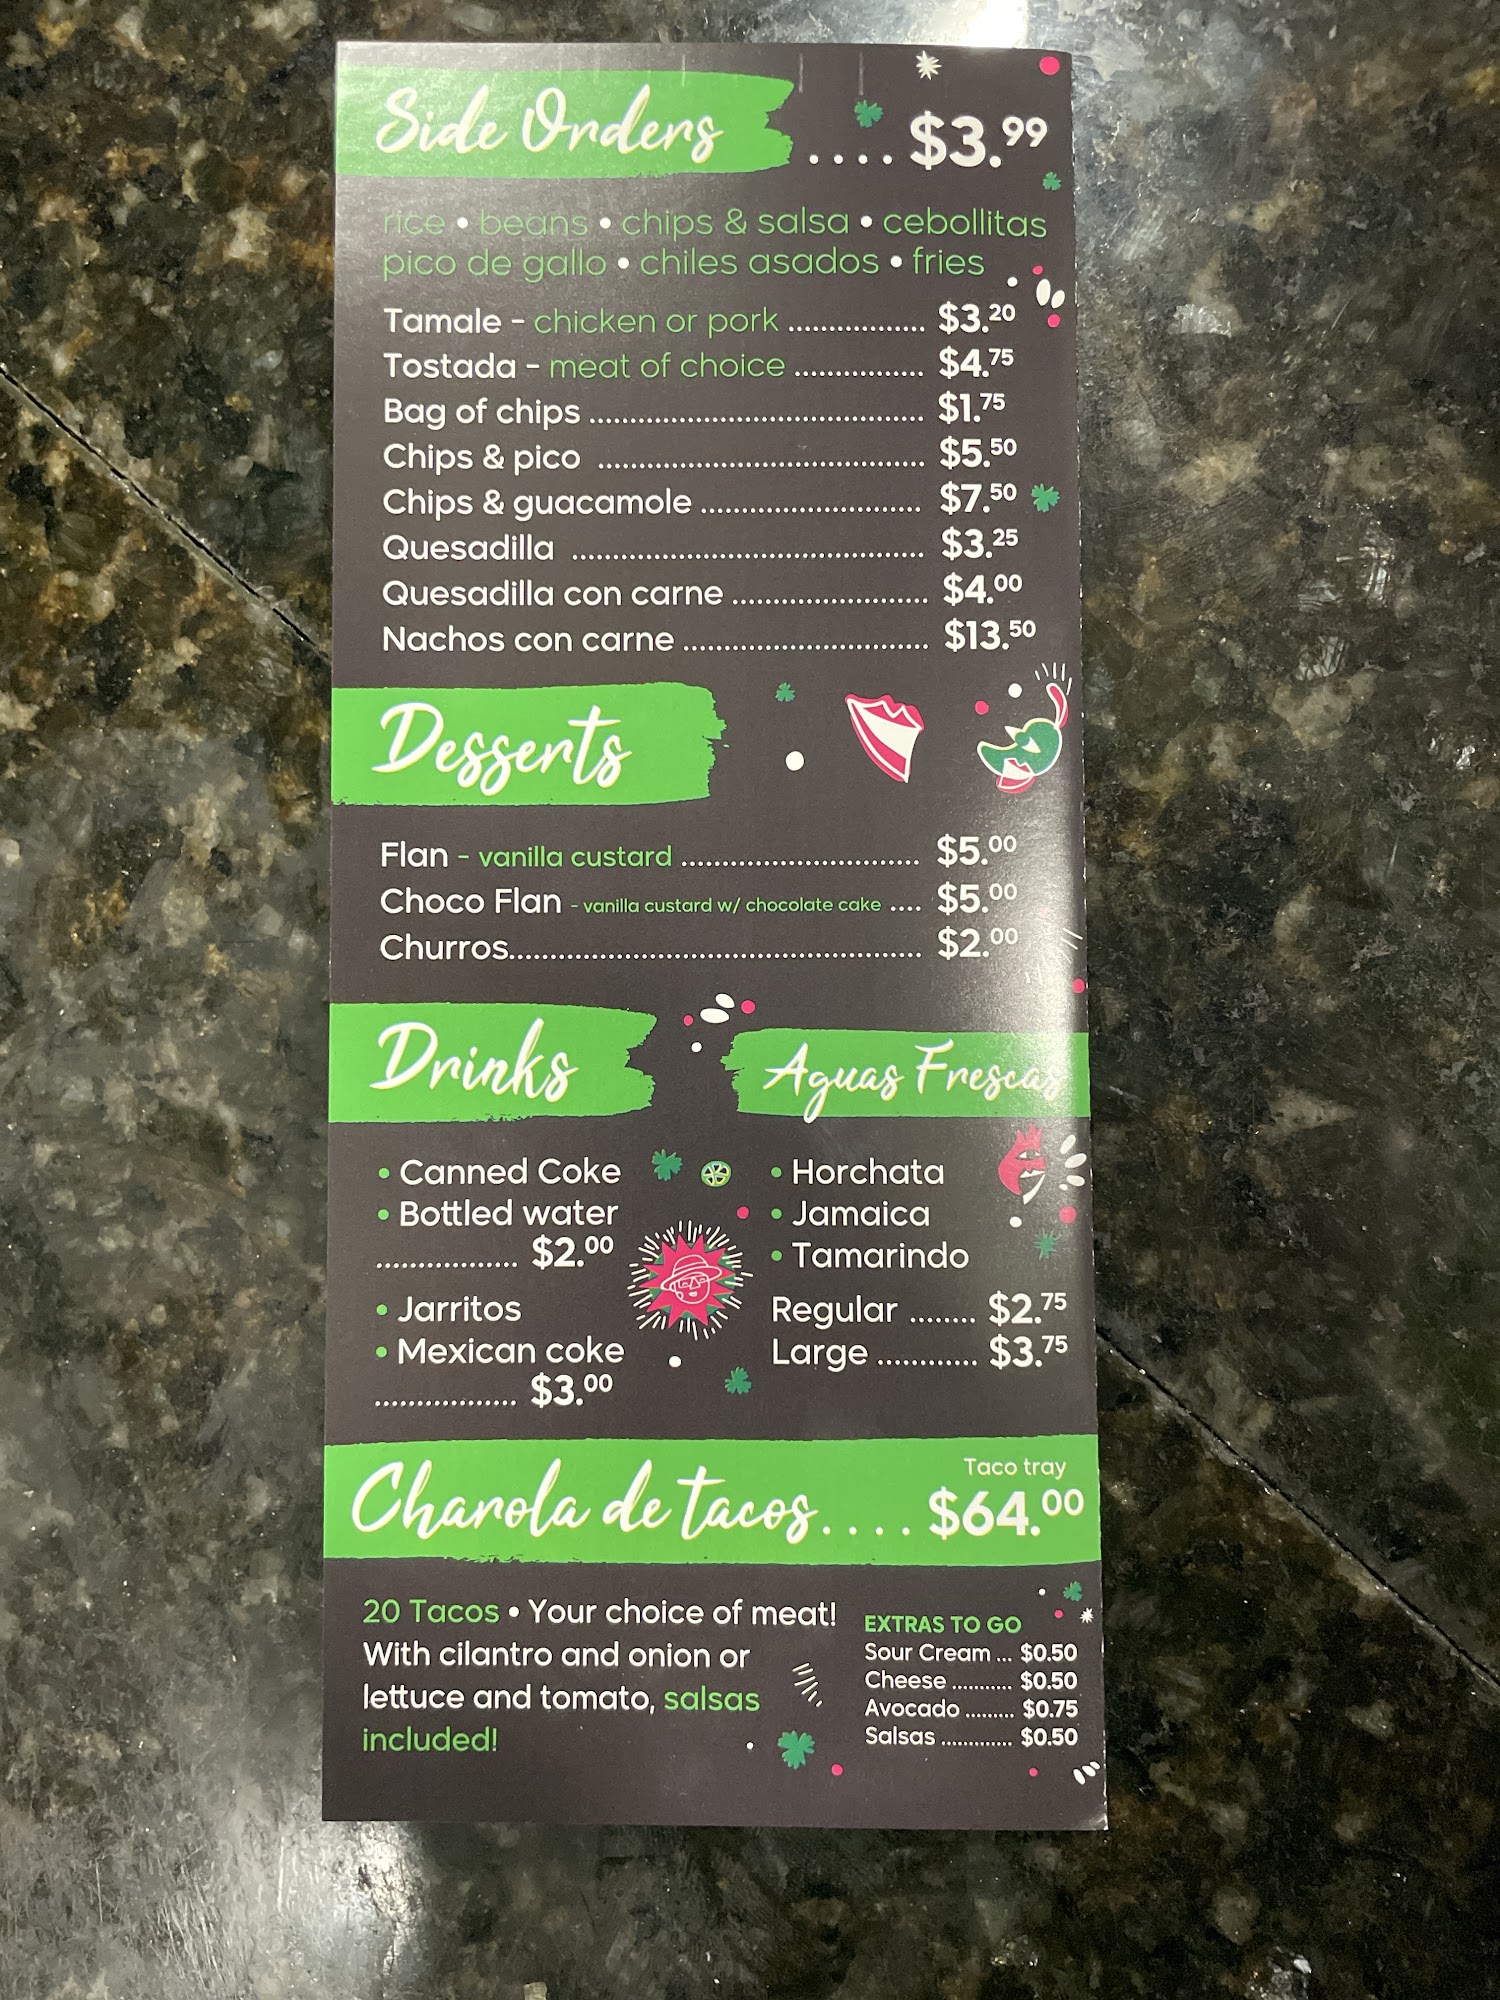 Side Orders .... $3.99
rice • beans • chips & salsa • cebollitas
pico de gallo • chiles asados • fries
Tamale - chicken or pork ................ $3.20
Tostada - meat of choice ................ $4.75
Bag of chips ........................................ $1.75
Chips & pico ....................................... $5.50
Chips & guacamole .......................... $7.50
Quesadilla .......................................... $3.25
Quesadilla con carne ........................ $4.00
Nachos con carne ............................. $13.50
Desserts
Flan - vanilla custard ............................. $5.00
Choco Flan - vanilla custard w/ chocolate cake .... $5.00
Churros.................................................. $2.00
Drinks
• Canned Coke
• Bottled water
................. $2.00
• Jarritos
• Mexican coke
................. $3.00
Aguas Frescas
• Horchata
• Jamaica
• Tamarindo
Regular ........ $2.75
Large ............ $3.75
Taco tray
Charola de tacos.... $64.00
20 Tacos • Your choice of meat!
With cilantro and onion or
lettuce and tomato, salsas
included!
EXTRAS TO GO
Sour Cream ... $0.50
Cheese ........... $0.50
Avocado ......... $0.75
Salsas ............. $0.50